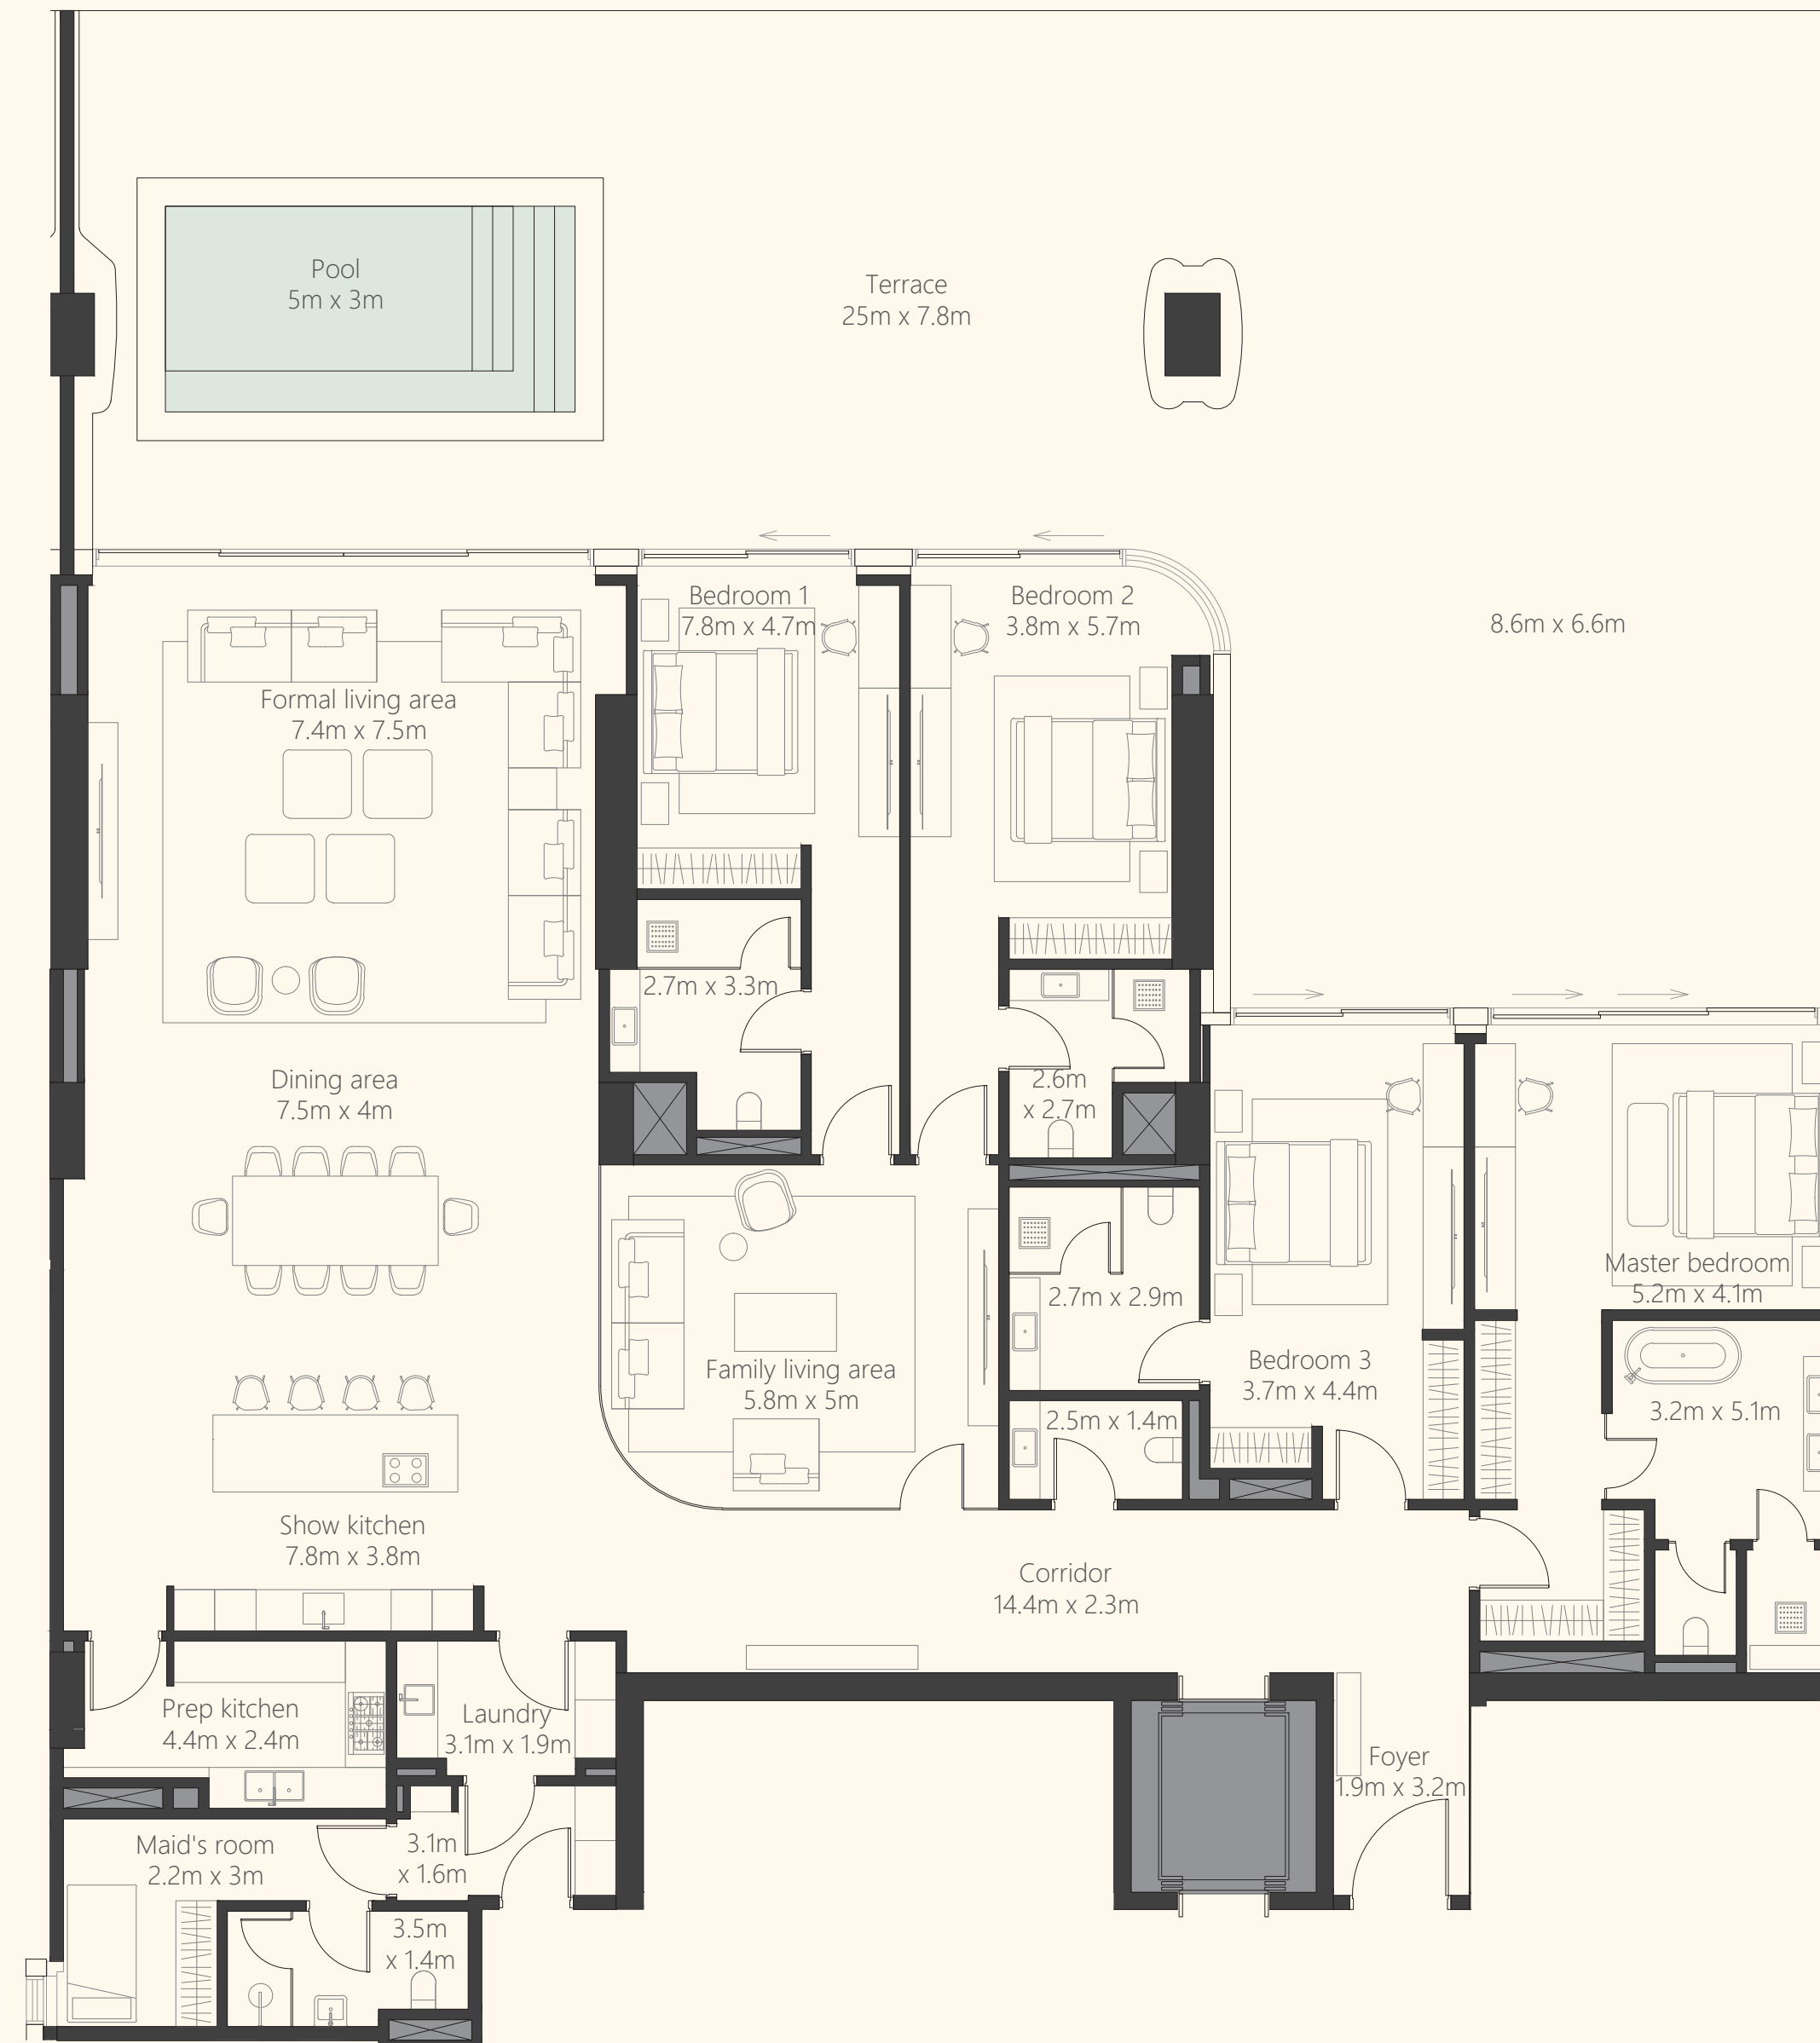 Pool
5m x 3m
Terrace
25m x 7.8m
Bedroom 1
7.8m x 4.7m
Bedroom 2
3.8m x 5.7m
8.6m x 6.6m
Formal living area
7.4m x 7.5m
2.7m x 3.3m
Dining area
7.5m x 4m
2.6m
x 2.7m
Master bedroom
5.2m x 4.1m
2.7m x 2.9m
Family living area
5.8m x 5m
Bedroom 3
3.7m x 4.4m
3.2m x 5.1m
2.5m x 1.4m
Show kitchen
7.8m x 3.8m
Corridor
14.4m x 2.3m
Prep kitchen
4.4m x 2.4m
Laundry
3.1m x 1.9m
Foyer
1.9m x 3.2m
Maid's room
2.2m x 3m
3.1m
x 1.6m
3.5m
x 1.4m